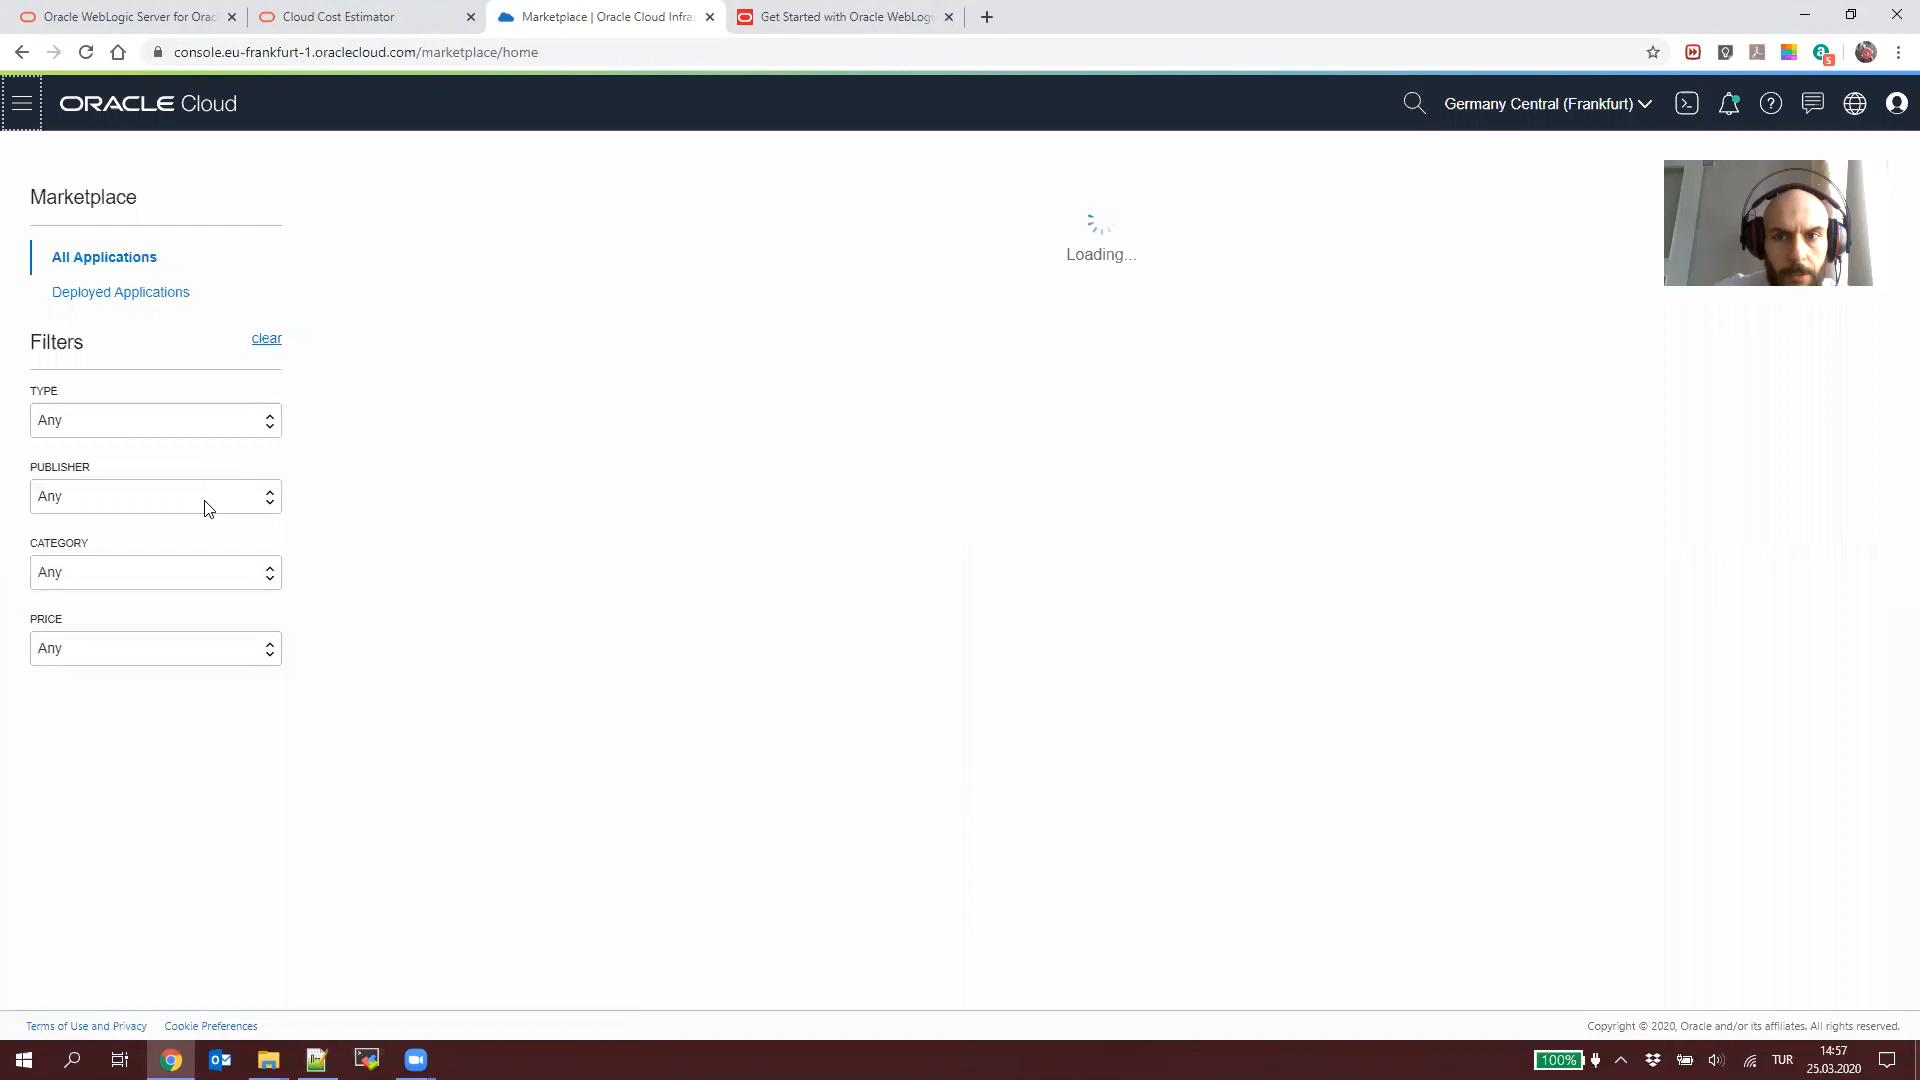 Oracle WebLogic Server for Orac
Cloud Cost Estimator
Marketplace | Oracle Cloud Infra
Get Started with Oracle WebLogi
console.eu-frankfurt-1.oraclecloud.com/marketplace/home
5
ORACLE Cloud
Germany Central (Frankfurt)
Marketplace
Loading...
All Applications
Deployed Applications
Filters
clear
TYPE
Any
PUBLISHER
Any
CATEGORY
Any
PRICE
Any
Terms of Use and Privacy
Cookie Preferences
Copyright © 2020, Oracle and/or its affiliates. All rights reserved.
100%
TUR
14:57
25.03.2020